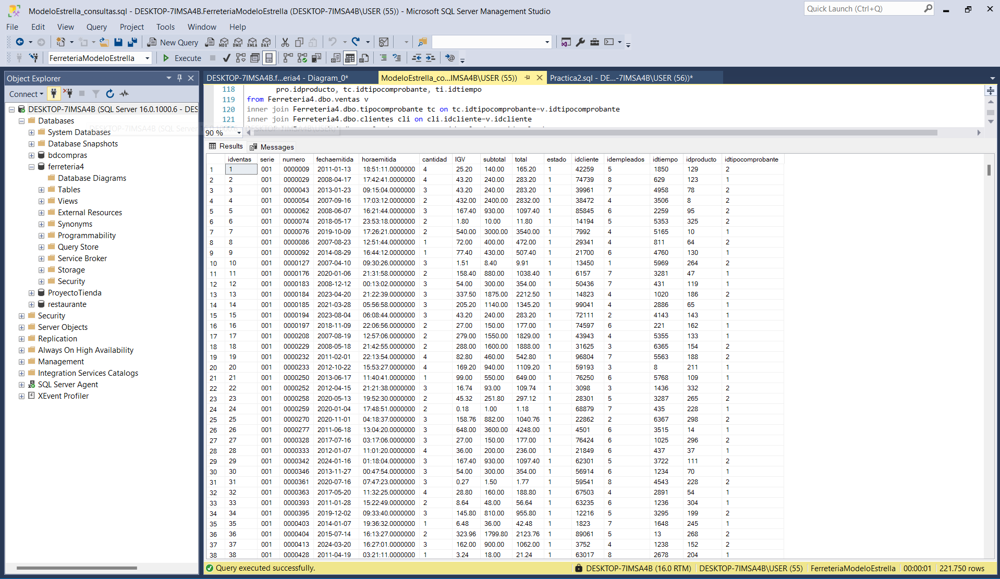 ModeloEstrella_consultas.sql - DESKTOP-7IMSA4B.FerreteriaModeloEstrella (DESKTOP-7IMSA4B\USER (55)) - Microsoft SQL Server Management Studio
Quick Launch (Ctrl+Q)
File Edit View Query Project Tools Window Help
New Query MDX DMX XMLA DAX
FerreteriaModeloEstrella Execute
Object Explorer
Connect
DESKTOP-7IMSA4B (SQL Server 16.0.1000.6 - DES
Databases
System Databases
Database Snapshots
bdcompras
ferreteria4
Database Diagrams
Tables
Views
External Resources
Synonyms
Programmability
Query Store
Service Broker
Storage
Security
ProyectoTienda
restaurante
Security
Server Objects
Replication
Always On High Availability
Management
Integration Services Catalogs
SQL Server Agent
XEvent Profiler
DESKTOP-7IMSA4B.f...eria4 - Diagram_0* ModeloEstrella_co...IMSA4B\USER (55)) Practica2.sql - DE...-7IMSA4B\USER (56))*
118 pro.idproducto, tc.idtipocomprobante, ti.idtiempo
119 from Ferreteria4.dbo.ventas v
120 inner join Ferreteria4.dbo.tipocomprobante tc on tc.idtipocomprobante=v.idtipocomprobante
121 inner join Ferreteria4.dbo.clientes cli on cli.idcliente=v.idcliente
90 %
Results Messages
idventas serie numero fechaemitida horaemitida cantidad IGV subtotal total estado idcliente idempleados idtiempo idproducto idtipocomprobante
1 1 001 0000009 2011-01-13 18:51:11.0000000 4 25.20 140.00 165.20 1 42259 5 1850 129 2
2 2 001 0000029 2008-04-17 17:42:41.0000000 4 43.20 240.00 283.20 1 74739 8 629 123 1
3 3 001 0000043 2013-01-23 09:15:04.0000000 3 43.20 240.00 283.20 1 39961 7 4958 78 2
4 4 001 0000054 2007-09-16 17:03:12.0000000 2 432.00 2400.00 2832.00 1 38472 4 3506 8 2
5 5 001 0000062 2008-06-07 16:21:44.0000000 3 167.40 930.00 1097.40 1 85845 6 2259 95 2
6 6 001 0000074 2018-05-17 23:53:18.0000000 2 1.80 10.00 11.80 1 14194 5 5353 325 2
7 7 001 0000076 2019-10-09 17:26:21.0000000 2 540.00 3000.00 3540.00 1 7992 4 5165 10 1
8 8 001 0000086 2007-08-23 12:51:44.0000000 1 72.00 400.00 472.00 1 29341 4 811 64 2
9 9 001 0000092 2014-08-29 16:44:12.0000000 1 77.40 430.00 507.40 1 21700 6 4760 130 1
10 10 001 0000127 2007-04-10 09:30:26.0000000 3 1.51 8.40 9.91 1 13450 1 5969 264 2
11 11 001 0000176 2020-01-06 21:31:58.0000000 2 158.40 880.00 1038.40 1 6157 7 3281 47 1
12 12 001 0000183 2008-12-12 00:13:02.0000000 3 54.00 300.00 354.00 1 50436 7 431 119 1
13 13 001 0000184 2023-04-20 21:22:39.0000000 3 337.50 1875.00 2212.50 1 14823 4 1020 186 2
14 14 001 0000185 2021-03-28 05:56:58.0000000 3 205.20 1140.00 1345.20 1 99041 4 2886 65 1
15 15 001 0000194 2023-08-04 06:08:44.0000000 3 43.20 240.00 283.20 1 72111 2 4143 143 1
16 16 001 0000197 2018-11-09 22:06:56.0000000 2 27.00 150.00 177.00 1 74597 6 221 162 1
17 17 001 0000208 2007-08-19 12:57:06.0000000 2 279.00 1550.00 1829.00 1 43943 4 5355 133 1
18 18 001 0000229 2008-05-18 21:42:55.0000000 2 288.00 1600.00 1888.00 1 31625 3 6365 154 2
19 19 001 0000232 2011-02-01 22:13:54.0000000 4 82.80 460.00 542.80 1 96804 7 5563 188 2
20 20 001 0000233 2012-10-22 15:53:27.0000000 4 169.20 940.00 1109.20 1 59193 3 8 211 1
21 21 001 0000250 2013-06-17 11:40:41.0000000 1 99.00 550.00 649.00 1 76250 6 5768 109 1
22 22 001 0000252 2012-04-15 21:21:38.0000000 3 16.74 93.00 109.74 1 3098 3 1436 332 2
23 23 001 0000258 2020-05-13 19:52:30.0000000 2 45.32 251.80 297.12 1 28301 5 3287 265 2
24 24 001 0000259 2020-01-04 17:48:51.0000000 2 0.18 1.00 1.18 1 68879 7 435 228 1
25 25 001 0000270 2020-11-01 04:18:37.0000000 3 158.76 882.00 1040.76 1 22862 2 6367 298 2
26 26 001 0000277 2011-06-18 13:04:20.0000000 3 648.00 3600.00 4248.00 1 4501 6 3515 14 1
27 27 001 0000328 2017-07-16 03:17:06.0000000 3 27.00 150.00 177.00 1 76424 6 1025 296 2
28 28 001 0000333 2012-01-07 11:01:20.0000000 4 36.00 200.00 236.00 1 21849 6 437 37 1
29 29 001 0000342 2024-01-16 01:18:04.0000000 3 167.40 930.00 1097.40 1 62301 5 3722 111 2
30 30 001 0000346 2013-11-27 00:47:54.0000000 3 54.00 300.00 354.00 1 56914 6 1234 70 1
31 31 001 0000361 2020-07-16 07:47:23.0000000 3 0.27 1.50 1.77 1 59541 8 4543 228 2
32 32 001 0000363 2017-05-20 11:32:25.0000000 4 28.80 160.00 188.80 1 67503 4 2891 54 1
33 33 001 0000393 2011-01-28 15:22:49.0000000 2 8.64 48.00 56.64 1 63235 6 1236 304 1
34 34 001 0000395 2019-12-02 09:33:40.0000000 3 145.80 810.00 955.80 1 12216 5 3295 199 2
35 35 001 0000403 2014-01-07 19:36:32.0000000 1 6.48 36.00 42.48 1 1823 7 1648 245 1
36 36 001 0000404 2015-07-14 16:13:27.0000000 2 323.96 1799.80 2123.76 1 89061 5 13 268 2
37 37 001 0000413 2024-03-20 16:27:01.0000000 3 162.00 900.00 1062.00 1 3752 4 1238 152 2
38 38 001 0000428 2011-04-19 03:21:11.0000000 1 3.24 18.00 21.24 1 63017 8 2678 204 1
Query executed successfully. DESKTOP-7IMSA4B (16.0 RTM) DESKTOP-7IMSA4B\USER (55) FerreteriaModeloEstrella 00:00:01 221.750 rows